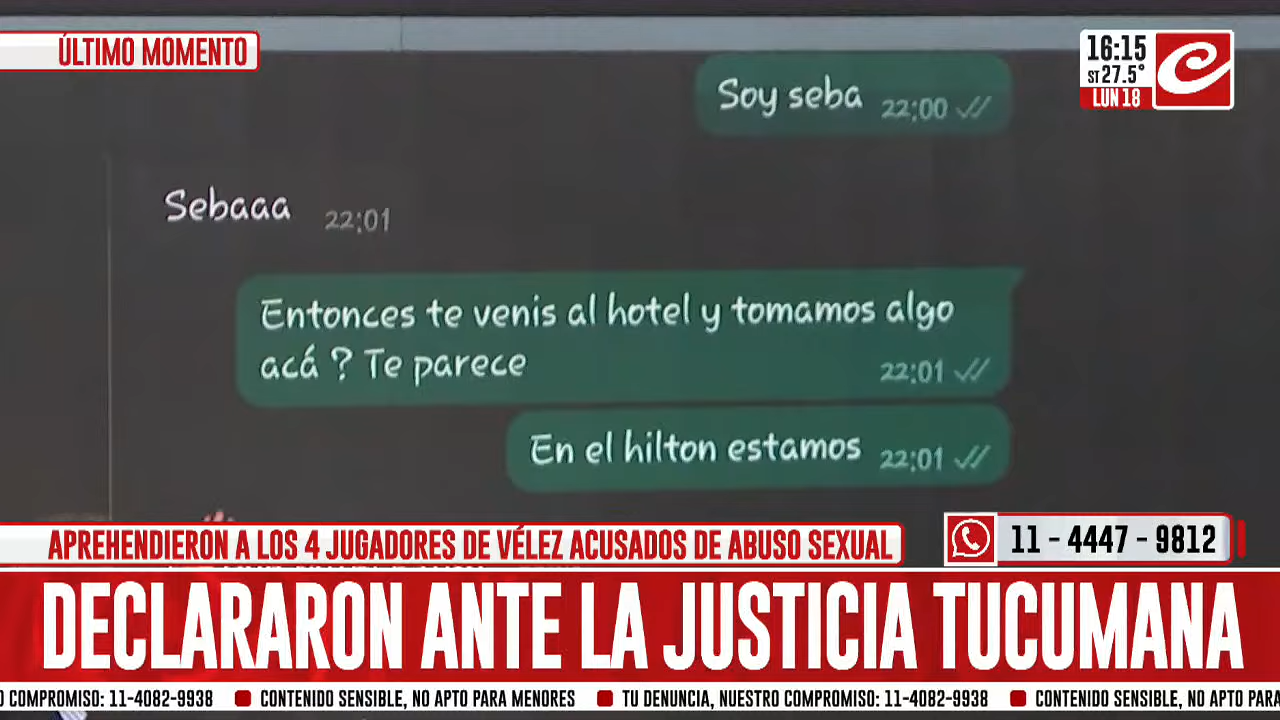 ÚLTIMO MOMENTO
16:15
ST 27.5°
LUN 18
Soy seba 22:00
Sebaaa 22:01
Entonces te venis al hotel y tomamos algo
acá ? Te parece 22:01
En el hilton estamos 22:01
APREHENDIERON A LOS 4 JUGADORES DE VÉLEZ ACUSADOS DE ABUSO SEXUAL
11 - 4447 - 9812
DECLARARON ANTE LA JUSTICIA TUCUMANA
O COMPROMISO: 11-4082-9938 CONTENIDO SENSIBLE, NO APTO PARA MENORES TU DENUNCIA, NUESTRO COMPROMISO: 11-4082-9938 CONTENIDO SENSIBLE, NO APTO PARA